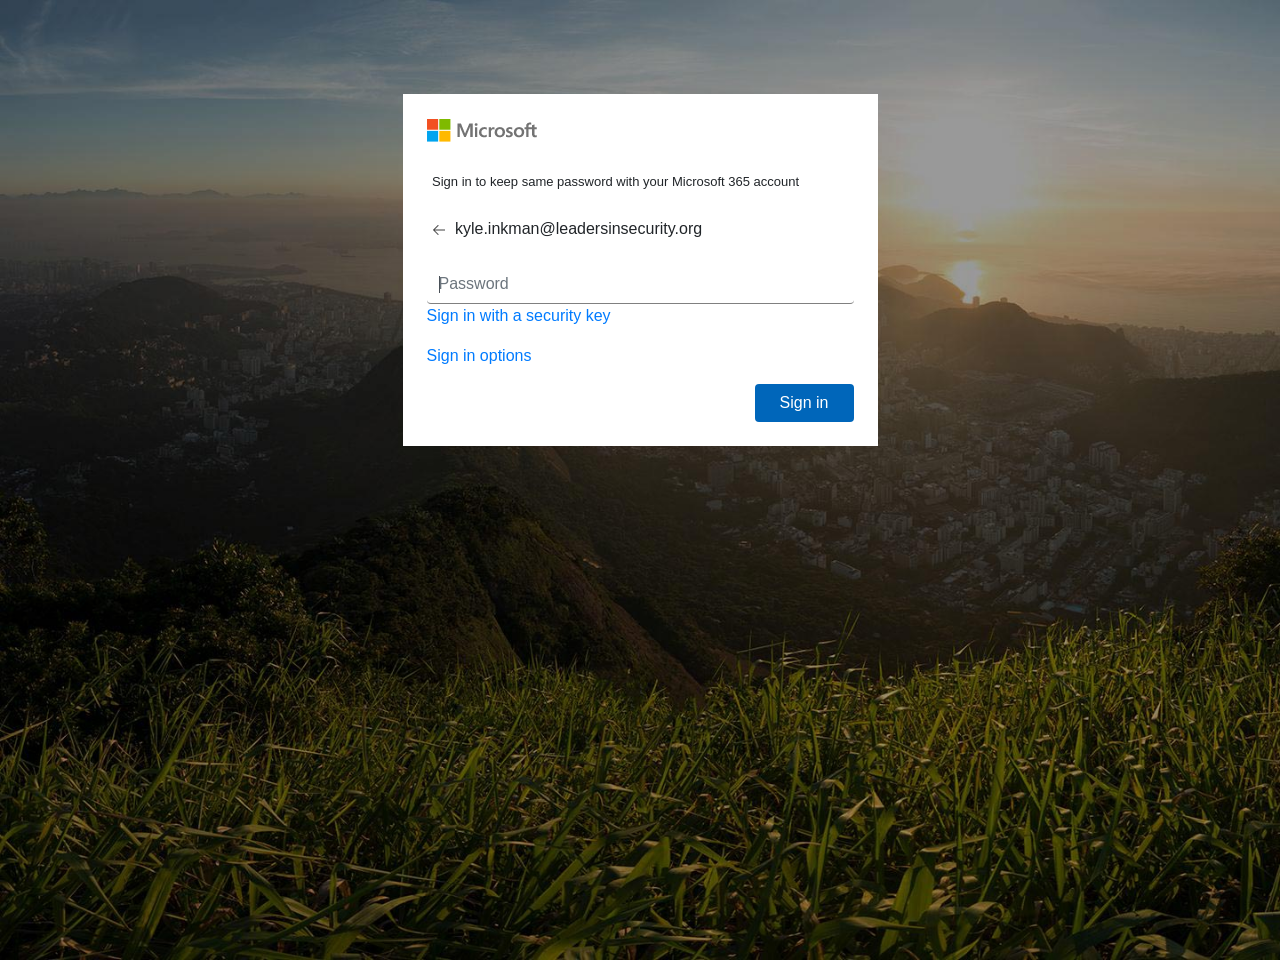 Microsoft
Sign in to keep same password with your Microsoft 365 account
kyle.inkman@leadersinsecurity.org
Password
Sign in with a security key
Sign in options
Sign in